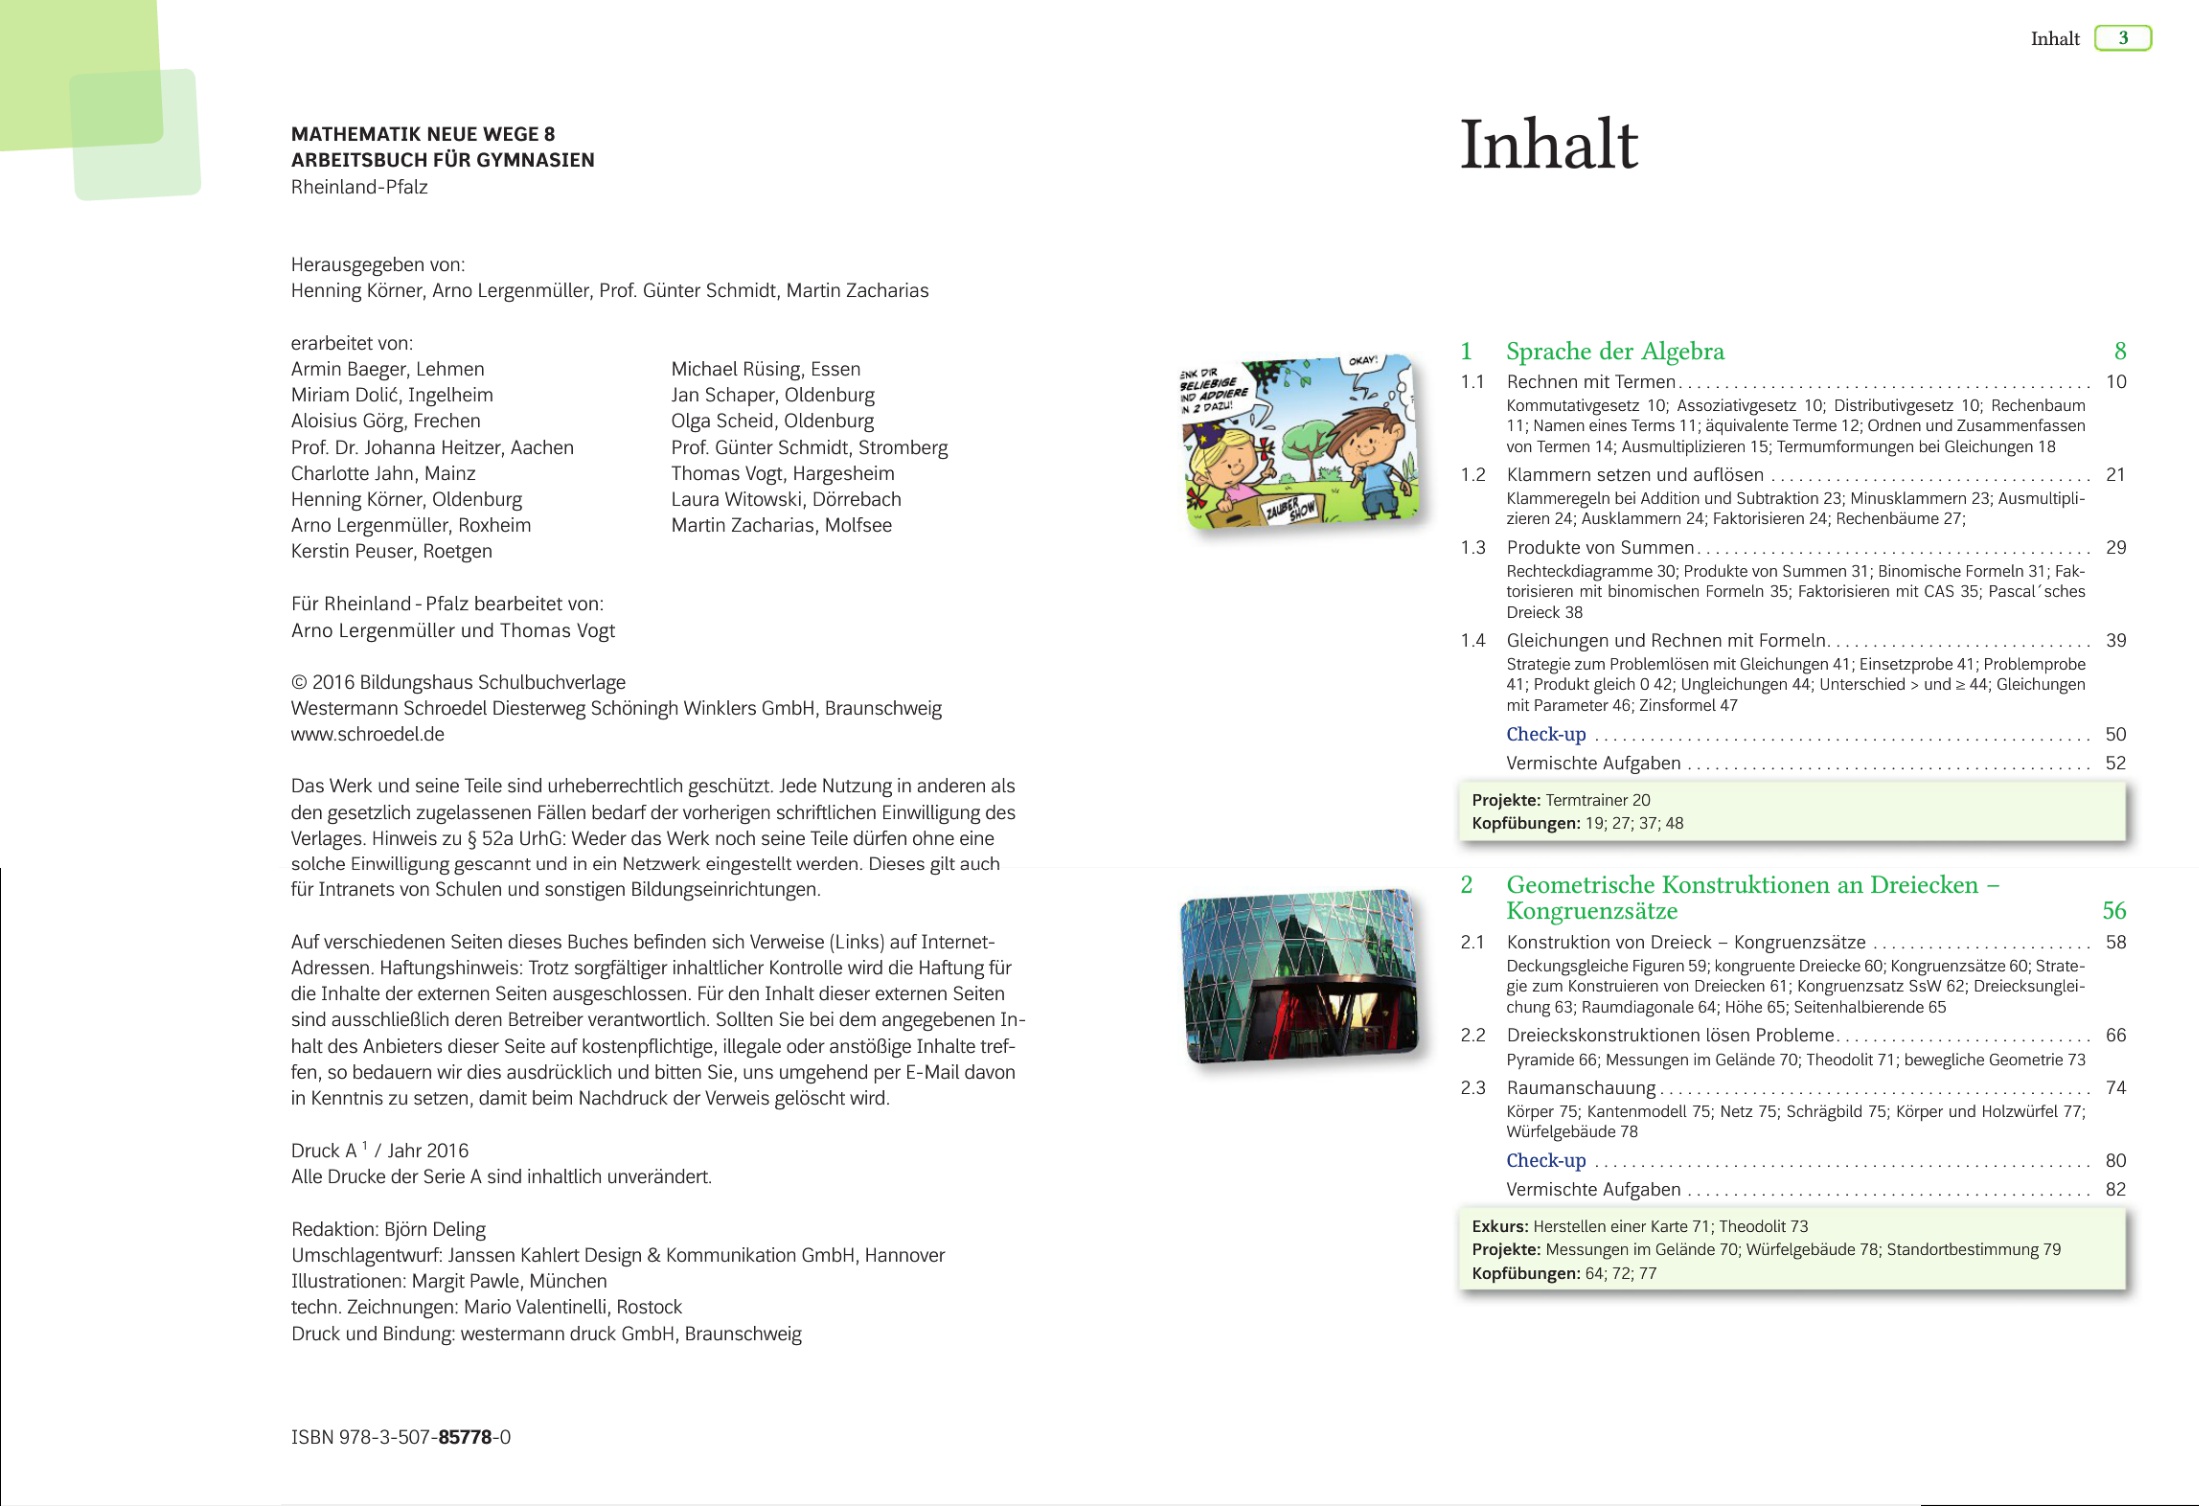 MATHEMATIK NEUE WEGE 8
ARBEITSBUCH FÜR GYMNASIEN
Rheinland-Pfalz
Herausgegeben von:
Henning Körner, Arno Lergenmüller, Prof. Günter Schmidt, Martin Zacharias
erarbeitet von:
Armin Baeger, Lehmen
Miriam Dolić, Ingelheim
Aloisius Görg, Frechen
Prof. Dr. Johanna Heitzer, Aachen
Charlotte Jahn, Mainz
Henning Körner, Oldenburg
Arno Lergenmüller, Roxheim
Kerstin Peuser, Roetgen
Michael Rüsing, Essen
Jan Schaper, Oldenburg
Olga Scheid, Oldenburg
Prof. Günter Schmidt, Stromberg
Thomas Vogt, Hargesheim
Laura Witowski, Dörrebach
Martin Zacharias, Molfsee
Für Rheinland-Pfalz bearbeitet von:
Arno Lergenmüller und Thomas Vogt
© 2016 Bildungshaus Schulbuchverlage
Westermann Schroedel Diesterweg Schöningh Winklers GmbH, Braunschweig
www.schroedel.de
Das Werk und seine Teile sind urheberrechtlich geschützt. Jede Nutzung in anderen als
den gesetzlich zugelassenen Fällen bedarf der vorherigen schriftlichen Einwilligung des
Verlages. Hinweis zu § 52a UrhG: Weder das Werk noch seine Teile dürfen ohne eine
solche Einwilligung gescannt und in ein Netzwerk eingestellt werden. Dieses gilt auch
für Intranets von Schulen und sonstigen Bildungseinrichtungen.
Auf verschiedenen Seiten dieses Buches befinden sich Verweise (Links) auf Internet-
Adressen. Haftungshinweis: Trotz sorgfältiger inhaltlicher Kontrolle wird die Haftung für
die Inhalte der externen Seiten ausgeschlossen. Für den Inhalt dieser externen Seiten
sind ausschließlich deren Betreiber verantwortlich. Sollten Sie bei dem angegebenen In-
halt des Anbieters dieser Seite auf kostenpflichtige, illegale oder anstößige Inhalte tref-
fen, so bedauern wir dies ausdrücklich und bitten Sie, uns umgehend per E-Mail davon
in Kenntnis zu setzen, damit beim Nachdruck der Verweis gelöscht wird.
Druck A 1 / Jahr 2016
Alle Drucke der Serie A sind inhaltlich unverändert.
Redaktion: Björn Deling
Umschlagentwurf: Janssen Kahlert Design & Kommunikation GmbH, Hannover
Illustrationen: Margit Pawle, München
techn. Zeichnungen: Mario Valentinelli, Rostock
Druck und Bindung: westermann druck GmbH, Braunschweig
ISBN 978-3-507-85778-0
Inhalt 3
Inhalt
ENK DIR
BELIEBIGE
ND ADDIERE
N 2 DAZU!
OKAY!
ZAUBER
SHOW
1 Sprache der Algebra 8
1.1 Rechnen mit Termen . . . . . . . . . . 10
Kommutativgesetz 10; Assoziativgesetz 10; Distributivgesetz 10; Rechenbaum
11; Namen eines Terms 11; äquivalente Terme 12; Ordnen und Zusammenfassen
von Termen 14; Ausmultiplizieren 15; Termumformungen bei Gleichungen 18
1.2 Klammern setzen und auflösen . . . . . . . . . . 21
Klammeregeln bei Addition und Subtraktion 23; Minusklammern 23; Ausmultipli-
zieren 24; Ausklammern 24; Faktorisieren 24; Rechenbäume 27;
1.3 Produkte von Summen . . . . . . . . . . 29
Rechteckdiagramme 30; Produkte von Summen 31; Binomische Formeln 31; Fak-
torisieren mit binomischen Formeln 35; Faktorisieren mit CAS 35; Pascal´sches
Dreieck 38
1.4 Gleichungen und Rechnen mit Formeln . . . . . . . . . . 39
Strategie zum Problemlösen mit Gleichungen 41; Einsetzprobe 41; Problemprobe
41; Produkt gleich 0 42; Ungleichungen 44; Unterschied > und ≥ 44; Gleichungen
mit Parameter 46; Zinsformel 47
Check-up . . . . . . . . . . 50
Vermischte Aufgaben . . . . . . . . . . 52
Projekte: Termtrainer 20
Kopfübungen: 19; 27; 37; 48
2 Geometrische Konstruktionen an Dreiecken –
Kongruenzsätze 56
2.1 Konstruktion von Dreieck – Kongruenzsätze . . . . . . . . . . 58
Deckungsgleiche Figuren 59; kongruente Dreiecke 60; Kongruenzsätze 60; Strate-
gie zum Konstruieren von Dreiecken 61; Kongruenzsatz SsW 62; Dreiecksunglei-
chung 63; Raumdiagonale 64; Höhe 65; Seitenhalbierende 65
2.2 Dreieckskonstruktionen lösen Probleme . . . . . . . . . . 66
Pyramide 66; Messungen im Gelände 70; Theodolit 71; bewegliche Geometrie 73
2.3 Raumanschauung . . . . . . . . . . 74
Körper 75; Kantenmodell 75; Netz 75; Schrägbild 75; Körper und Holzwürfel 77;
Würfelgebäude 78
Check-up . . . . . . . . . . 80
Vermischte Aufgaben . . . . . . . . . . 82
Exkurs: Herstellen einer Karte 71; Theodolit 73
Projekte: Messungen im Gelände 70; Würfelgebäude 78; Standortbestimmung 79
Kopfübungen: 64; 72; 77